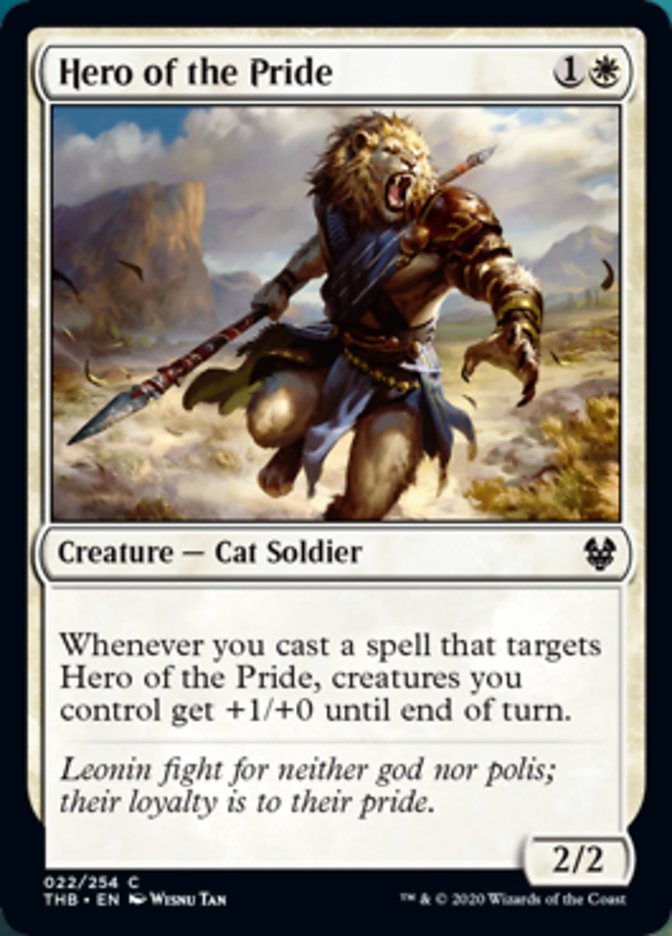 Hero of the Pride 1
Creature — Cat Soldier
Whenever you cast a spell that targets
Hero of the Pride, creatures you
control get +1/+0 until end of turn.
Leonin fight for neither god nor polis;
their loyalty is to their pride.
2/2
022/254 C
THB • EN Wisnu Tan
™ & © 2020 Wizards of the Coast